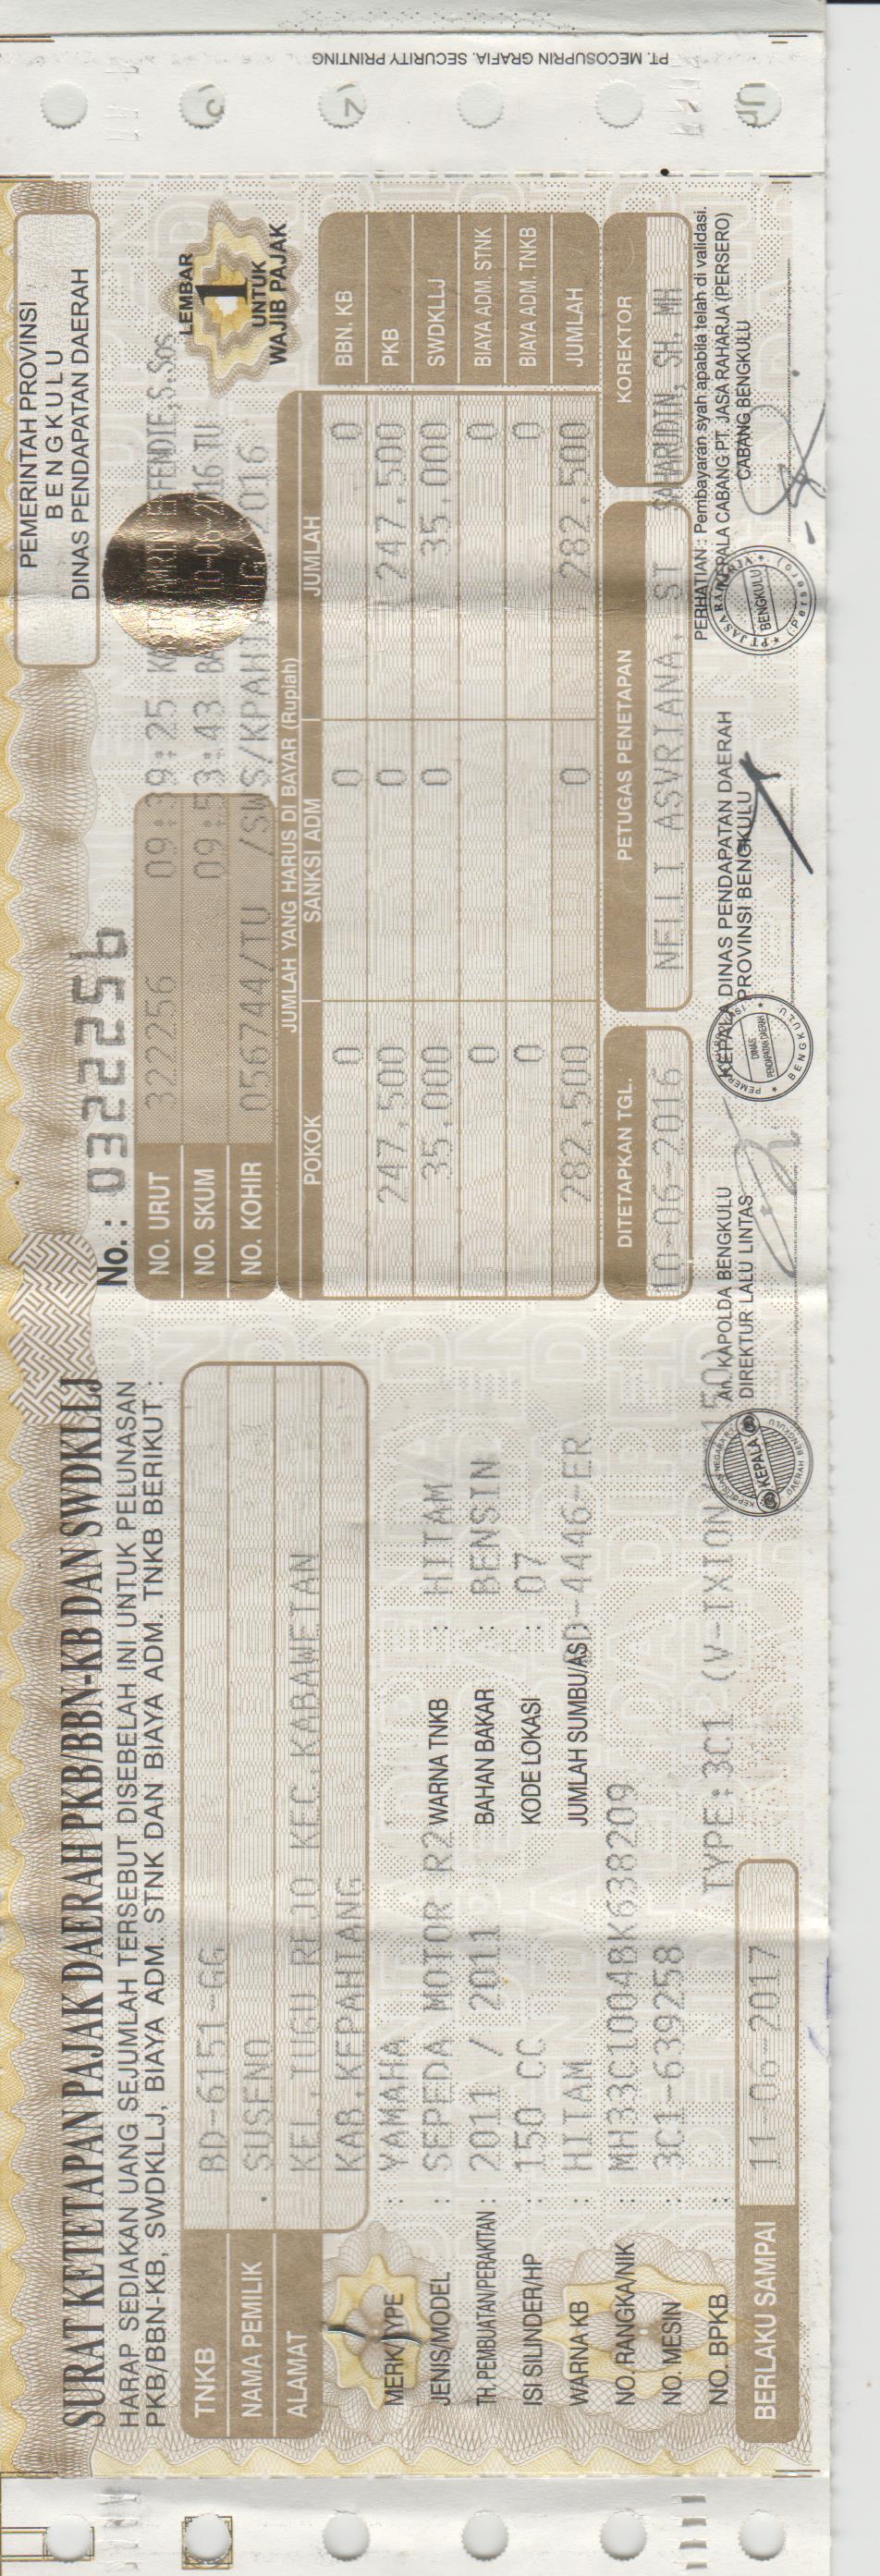 SURAT KETETAPAN PAJAK DAERAH PKB/BBN-KB DAN SWDKLLJ
HARAP SEDIAKAN UANG SEJUMLAH TERSEBUT DISEBELAH INI UNTUK PELUNASAN
PKB/BBN-KB, SWDKLLJ, BIAYA ADM. STNK DAN BIAYA ADM. TNKB BERIKUT :
TNKB BD-6151-GG
NAMA PEMILIK . SUSENO
ALAMAT KEL.TUGU REJO KEC KABAWETAN
KAB.KEPAHIANG
MERK/TYPE : YAMAHA
JENIS/MODEL : SEPEDA MOTOR R2 WARNA TNKB : HITAM
TH. PEMBUATAN/PERAKITAN : 2011 / 2011 BAHAN BAKAR : BENSIN
ISI SILINDER/HP : 150 CC KODE LOKASI : 07
WARNA KB : HITAM JUMLAH SUMBU/AS D-4446-ER
NO. RANGKA/NIK : MH33C1004BK638209
NO. MESIN : 3C1-639258
NO. BPKB : TYPE:3C1 (V-IXION 150)
BERLAKU SAMPAI 11-06-2017
PEMERINTAH PROVINSI
BENGKULU
DINAS PENDAPATAN DAERAH
No.: 0322256
NO. URUT 322256 09:39:25 EFFENDIE,S.Sos
NO. SKUM 09:53:43 10-06-2016 TU
NO. KOHIR 056744/TU /SWS/KPAHI 2016
LEMBAR
1
UNTUK
WAJIB PAJAK
JUMLAH YANG HARUS DI BAYAR (Rupiah)
POKOK SANKSI ADM JUMLAH
0 0 0 BBN. KB
247.500 0 247.500 PKB
35.000 0 35.000 SWDKLLJ
0 0 BIAYA ADM. STNK
0 0 BIAYA ADM. TNKB
282.500 0 282.500 JUMLAH
DITETAPKAN TGL. PETUGAS PENETAPAN KOREKTOR
10-06-2016 NELLI ASVRIANA, ST SAHARUDIN, SH. MH
PERHATIAN : Pembayaran syah apabila telah di validasi.
An. KAPOLDA BENGKULU
DIREKTUR LALU LINTAS
KEPALA DINAS PENDAPATAN DAERAH
PROVINSI BENGKULU
KEPALA CABANG PT. JASA RAHARJA (PERSERO)
CABANG BENGKULU
KEPALA
DAERAH BENGKULU
DINAS
PENDAPATAN DAERAH
BENGKULU
PT JASA RAHARJA
BENGKULU
(Persero)
PT. MECOSUPRIN GRAFIA. SECURITY PRINTING